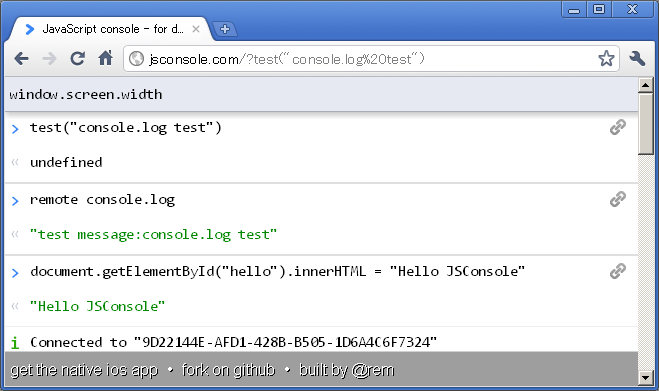 JavaScript console - for d...
jsconsole.com/?test("console.log%20test")
window.screen.width
test("console.log test")
undefined
remote console.log
"test message:console.log test"
document.getElementById("hello").innerHTML = "Hello JSConsole"
"Hello JSConsole"
i Connected to "9D22144E-AFD1-428B-B505-1D6A4C6F7324"
get the native ios app • fork on github • built by @rem